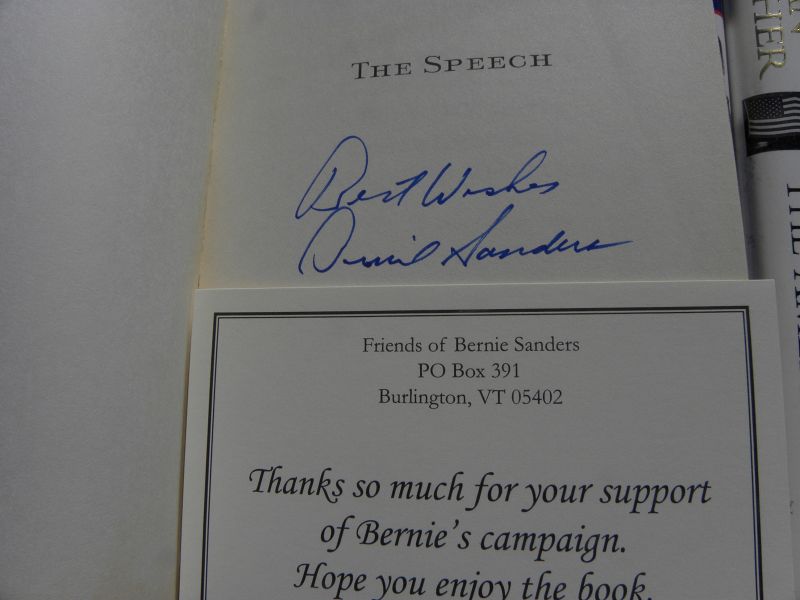 THE SPEECH
Best Wishes
Bernie Sanders
Friends of Bernie Sanders
PO Box 391
Burlington, VT 05402
Thanks so much for your support
of Bernie's campaign.
Hope you enjoy the book.
THE